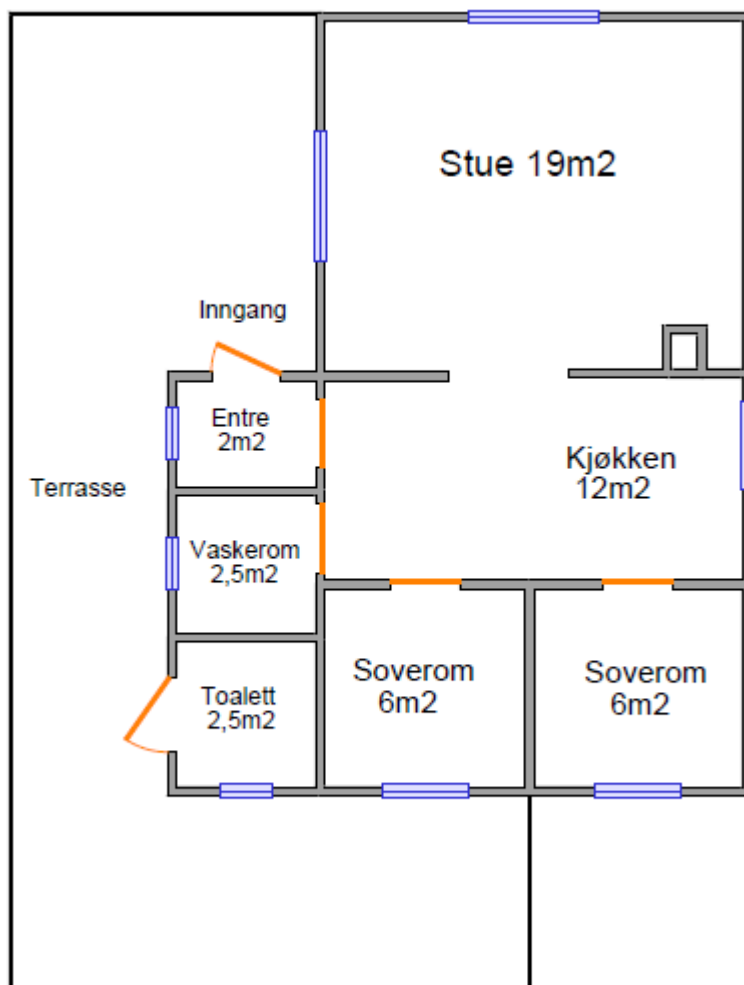 Stue 19m2
Inngang
Entre
2m2
Kjøkken
12m2
Terrasse
Vaskerom
2,5m2
Soverom
6m2
Soverom
6m2
Toalett
2,5m2